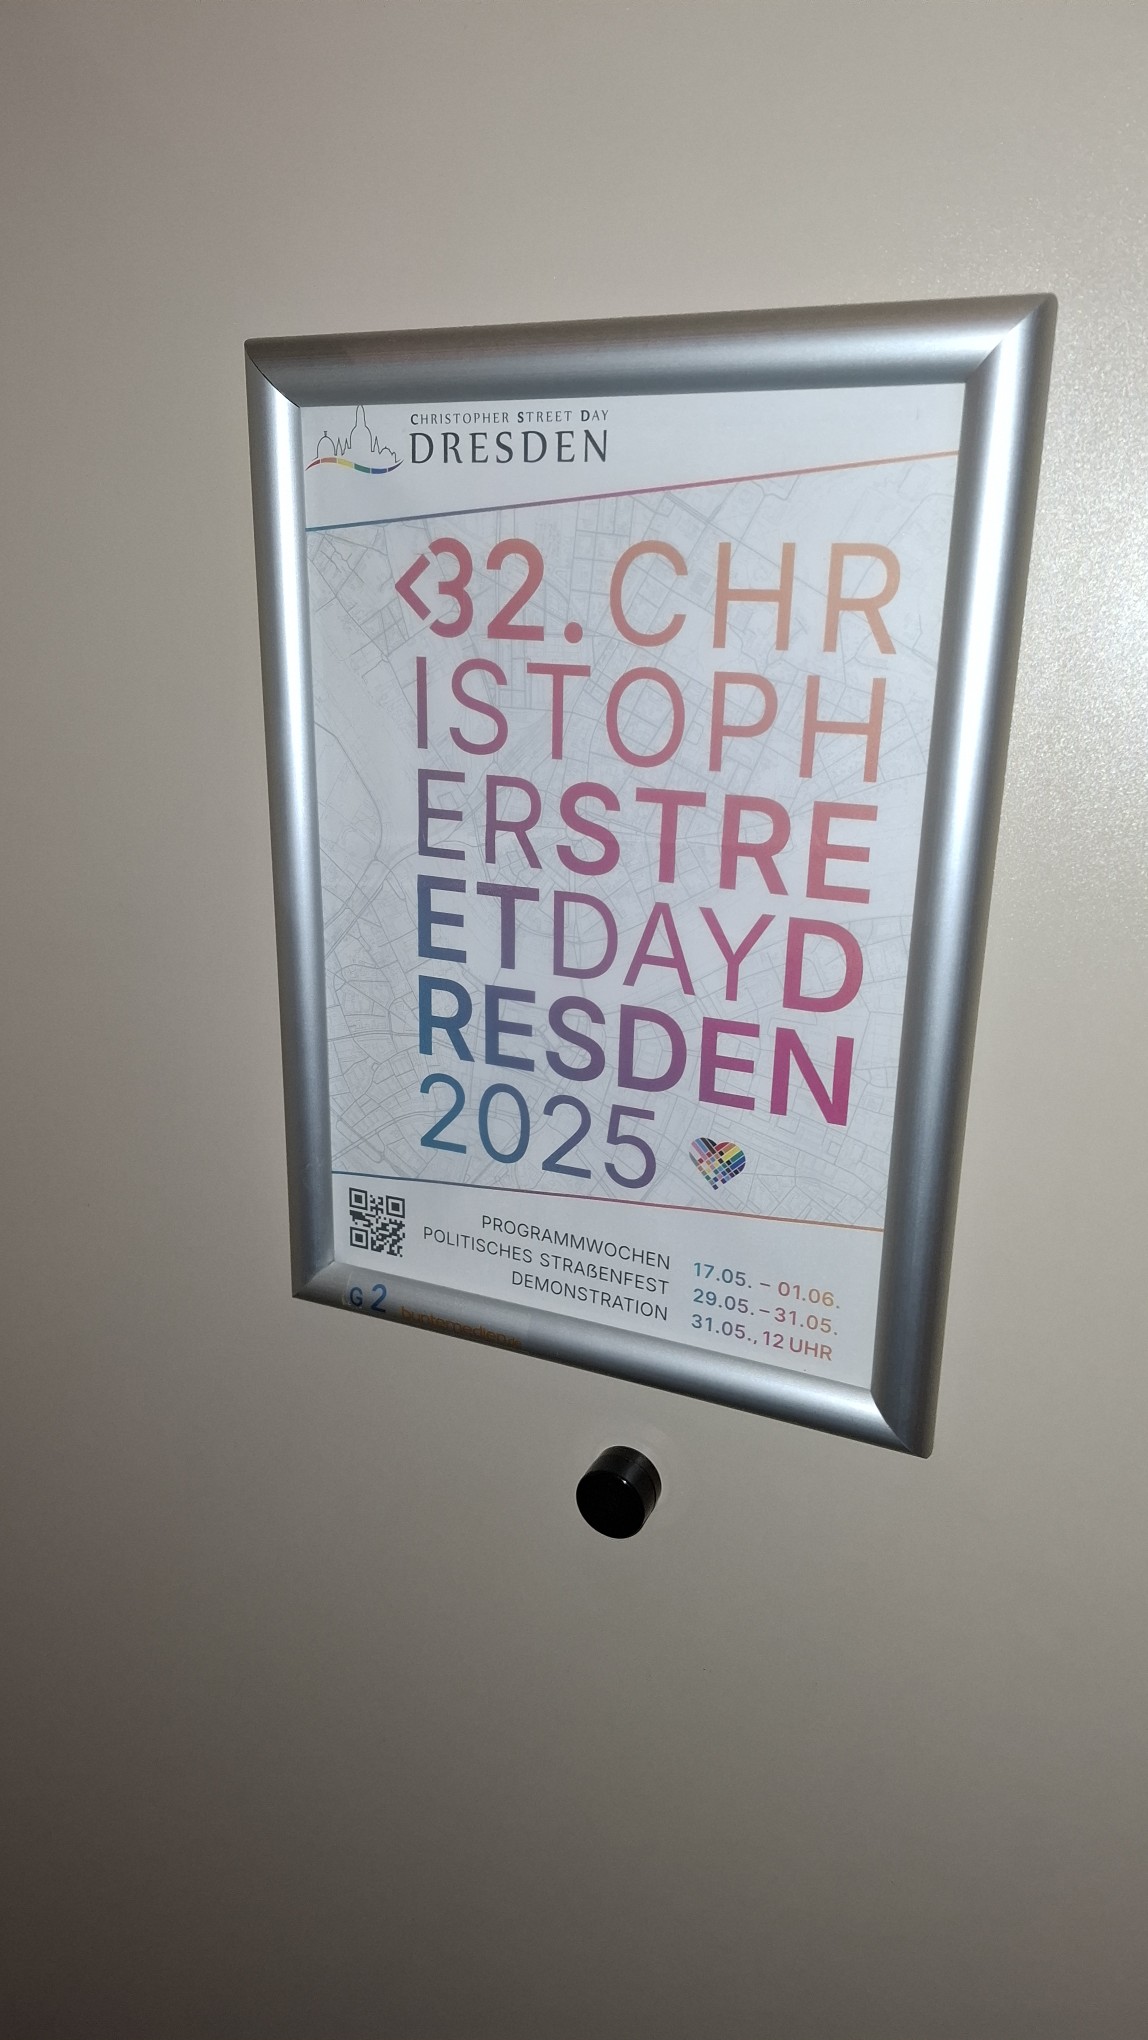 CHRISTOPHER STREET DAY
DRESDEN
<32. CHR
ISTOPH
ERSTRE
ETDAYD
RESDEN
2025
PROGRAMMWOCHEN 17.05. – 01.06.
POLITISCHES STRAßENFEST 29.05. – 31.05.
DEMONSTRATION 31.05., 12 UHR
G 2